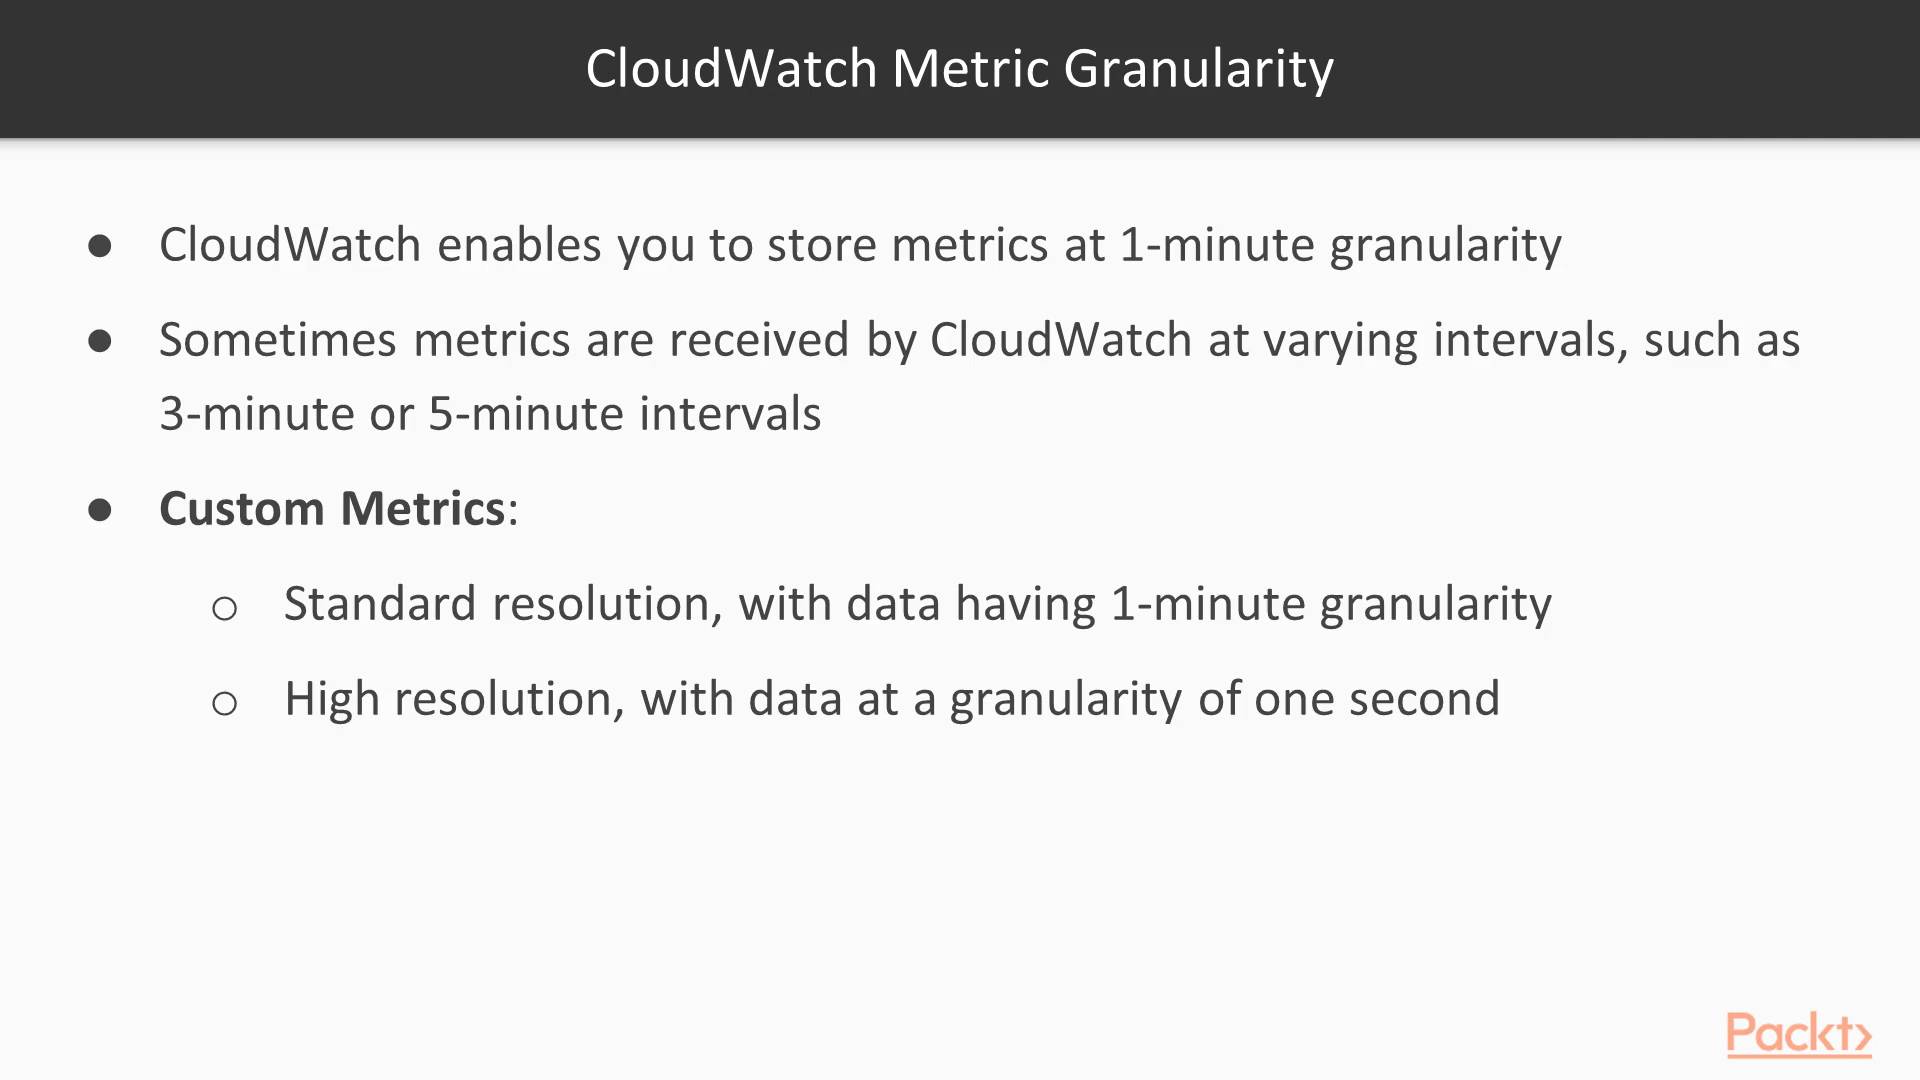 CloudWatch Metric Granularity
● CloudWatch enables you to store metrics at 1-minute granularity
● Sometimes metrics are received by CloudWatch at varying intervals, such as
3-minute or 5-minute intervals
● Custom Metrics:
○ Standard resolution, with data having 1-minute granularity
○ High resolution, with data at a granularity of one second
Packt>